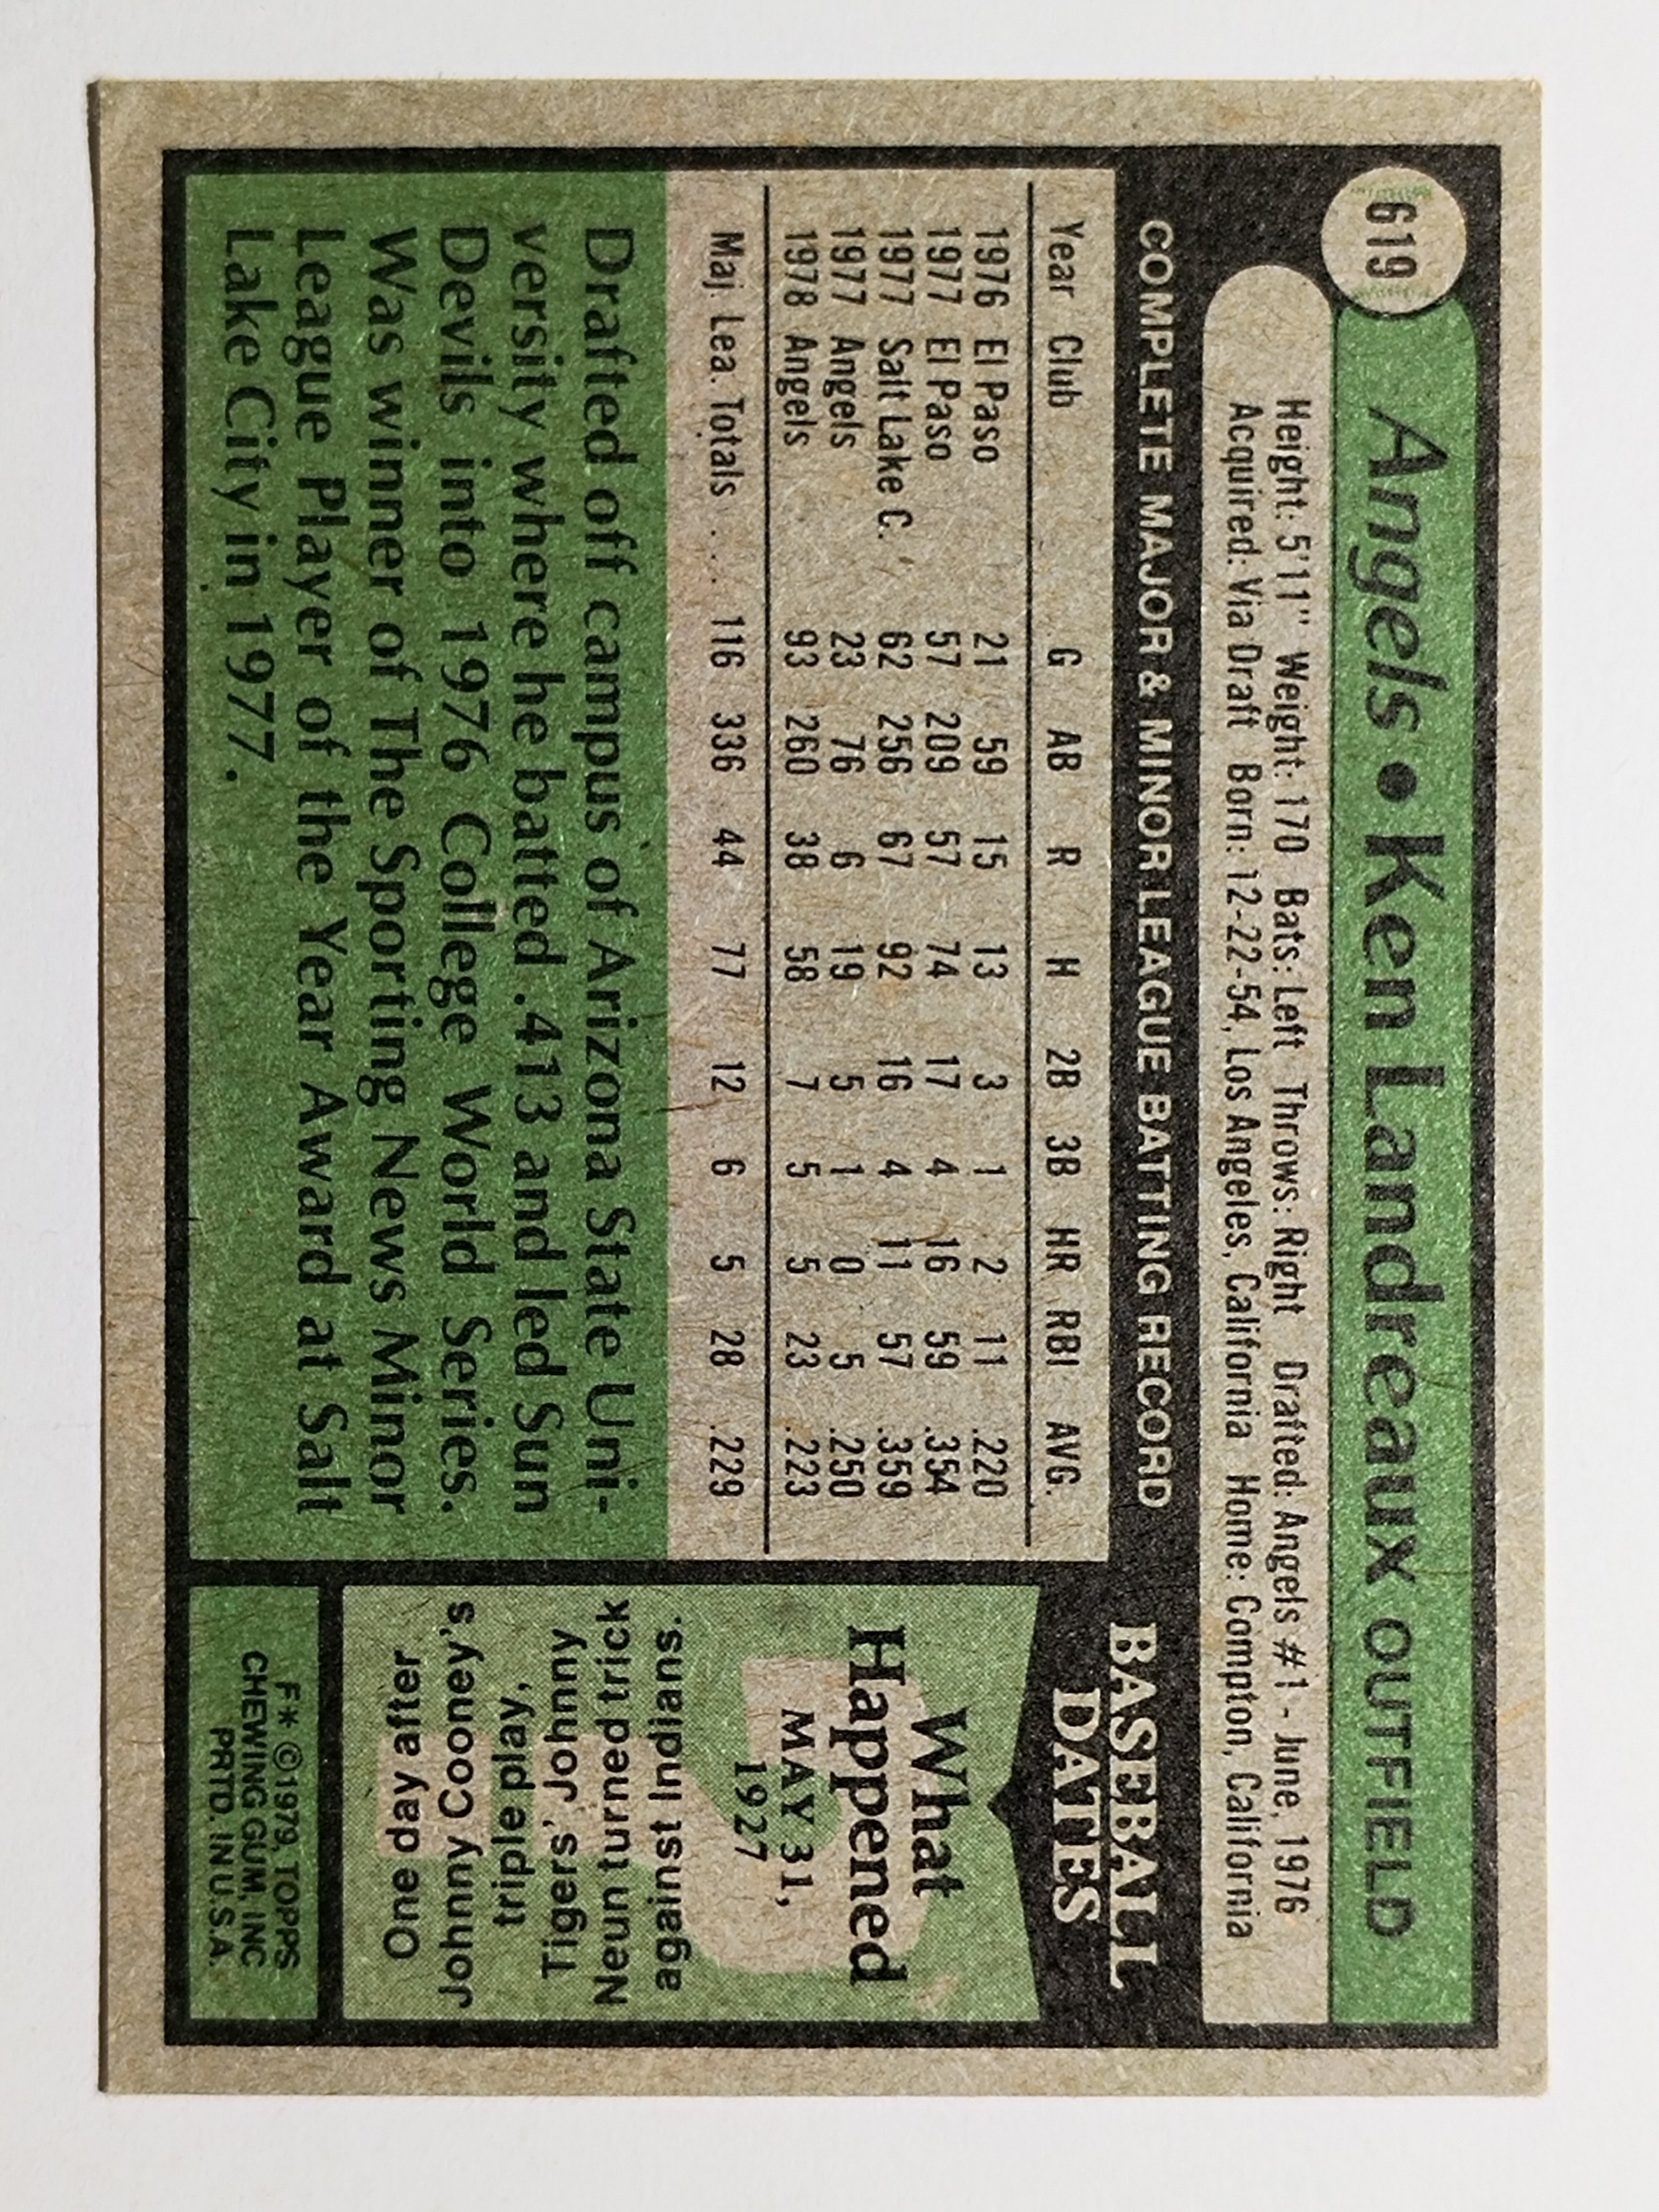 619
Angels • Ken Landreaux OUTFIELD
Height: 5'11" Weight: 170 Bats: Left Throws: Right Drafted: Angels #1 - June, 1976
Acquired: Via Draft Born: 12-22-54, Los Angeles, California Home: Compton, California
COMPLETE MAJOR & MINOR LEAGUE BATTING RECORD
Year Club G AB R H 2B 3B HR RBI AVG.
1976 El Paso 21 59 15 13 3 1 2 11 .220
1977 El Paso 57 209 57 74 17 4 16 59 .354
1977 Salt Lake C. 62 256 67 92 16 4 11 57 .359
1977 Angels 23 76 6 19 5 1 0 5 .250
1978 Angels 93 260 38 58 7 5 5 23 .223
Maj. Lea. Totals . . . 116 336 44 77 12 6 5 28 .229
Drafted off campus of Arizona State Uni-
versity where he batted .413 and led Sun
Devils into 1976 College World Series.
Was winner of The Sporting News Minor
League Player of the Year Award at Salt
Lake City in 1977.
BASEBALL
DATES
What
Happened
MAY 31,
1927
One day after
Johnny Cooney's
triple play,
Tigers' Johnny
Neun turned trick
against Indians.
F* ©1979, TOPPS
CHEWING GUM, INC
PRTD. IN U.S.A.